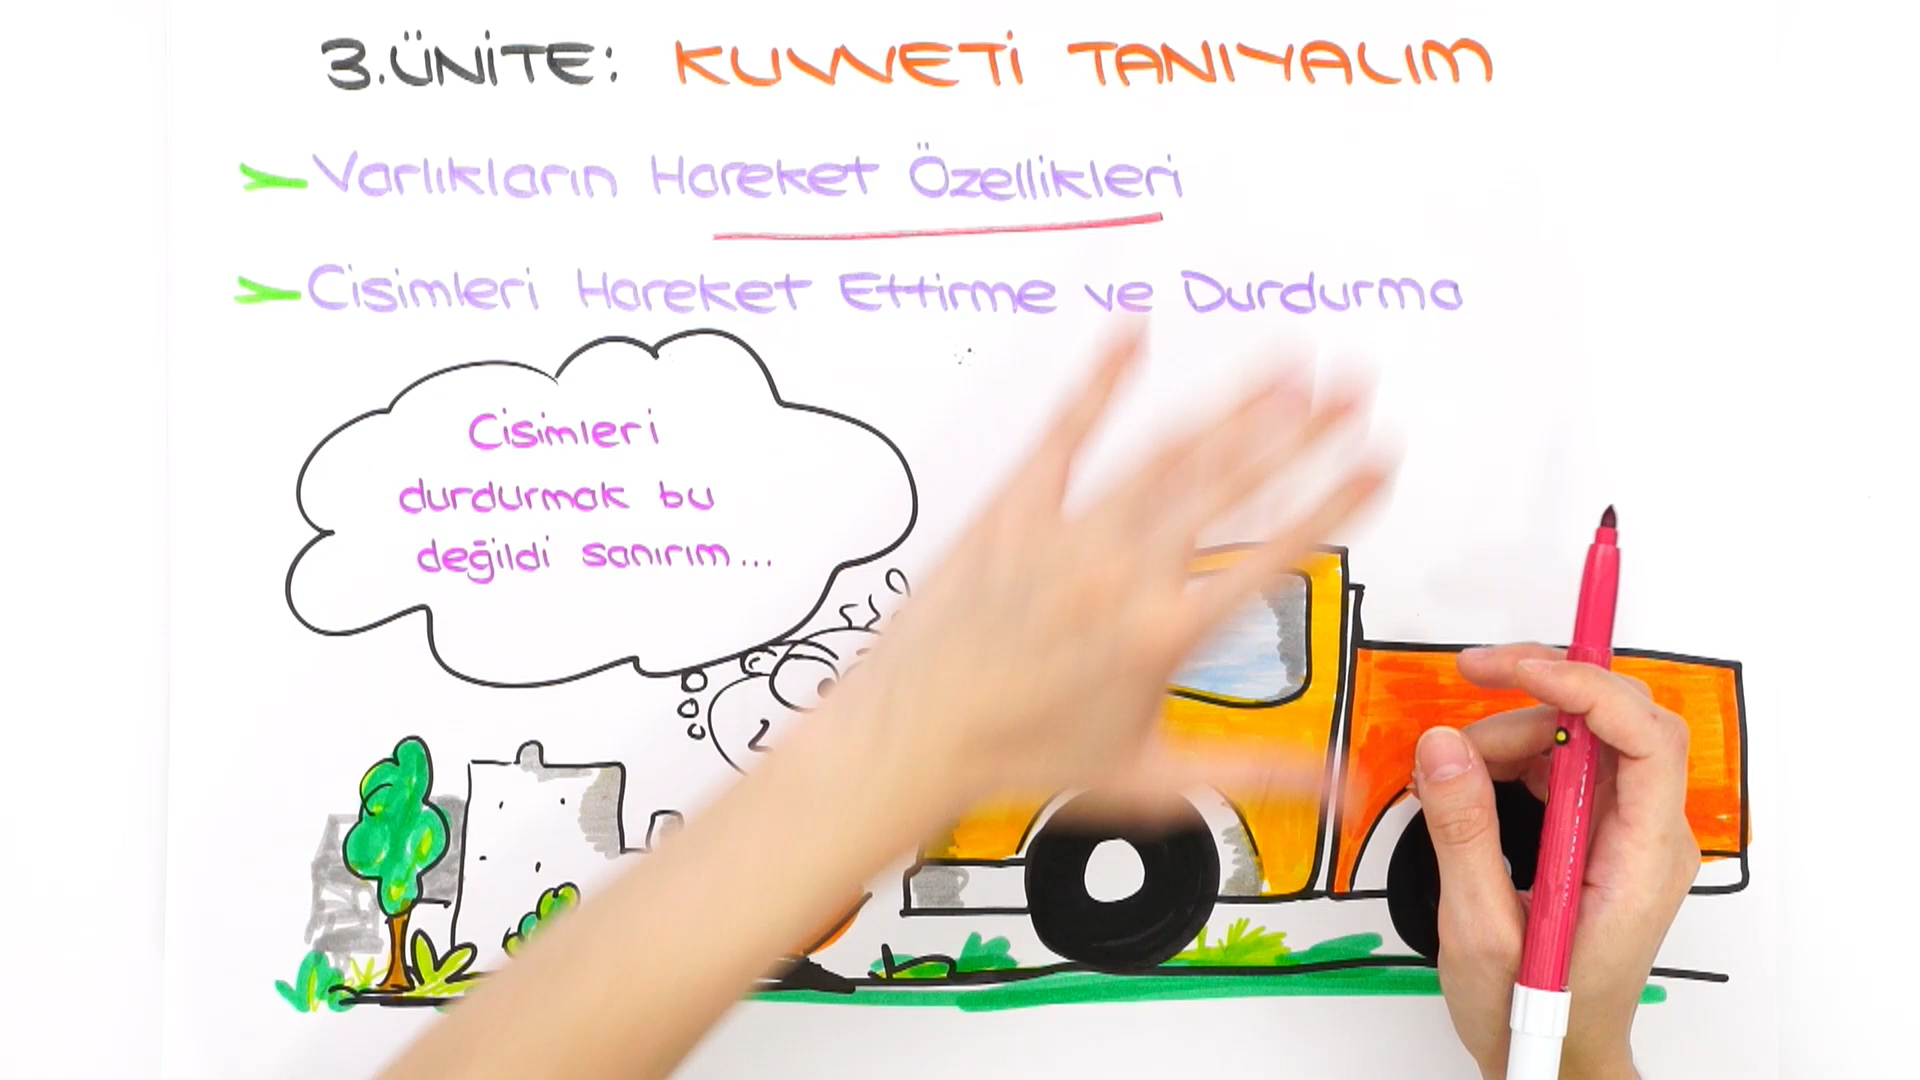 3.ÜNİTE: KUVVETİ TANIYALIM
Varlıkların Hareket Özellikleri
Cisimleri Hareket Ettirme ve Durdurma
Cisimleri
durdurmak bu
değildi sanırım...